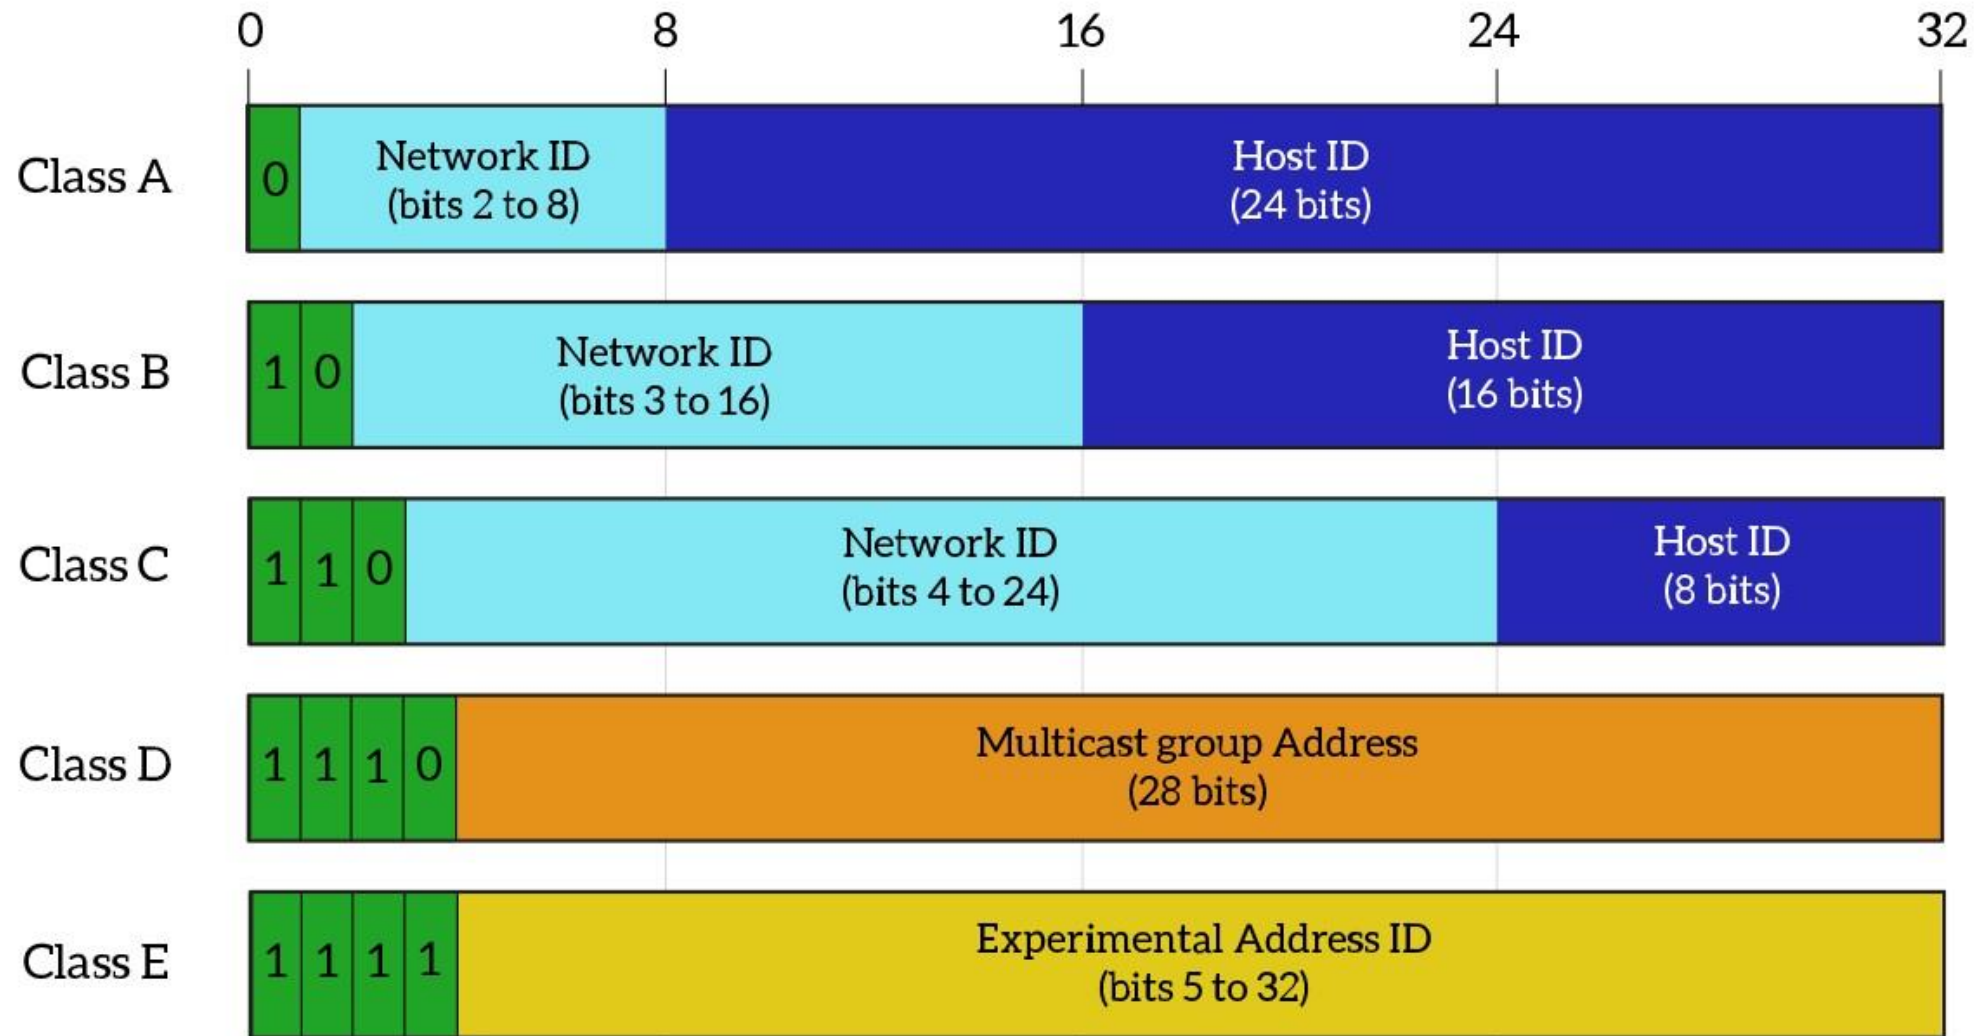 0 8 16 24 32
Class A
0
Network ID
(bits 2 to 8)
Host ID
(24 bits)
Class B
1 0
Network ID
(bits 3 to 16)
Host ID
(16 bits)
Class C
1 1 0
Network ID
(bits 4 to 24)
Host ID
(8 bits)
Class D
1 1 1 0
Multicast group Address
(28 bits)
Class E
1 1 1 1
Experimental Address ID
(bits 5 to 32)